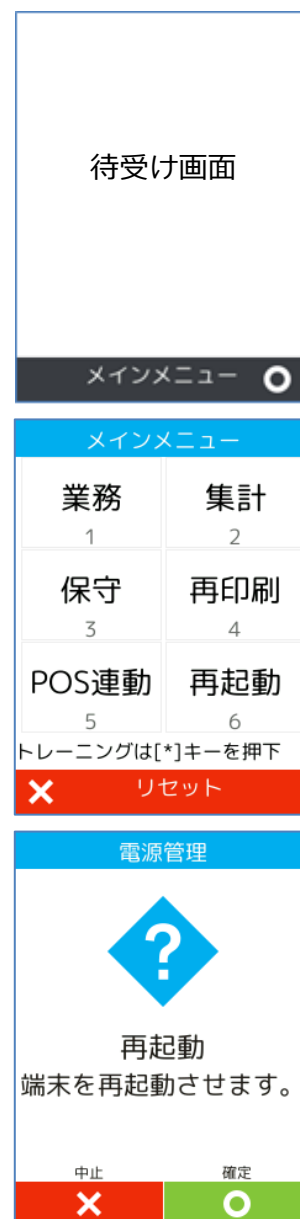 待受け画面
メインメニュー
メインメニュー
業務 集計
1 2
保守 再印刷
3 4
POS連動 再起動
5 6
トレーニングは[*]キーを押下
リセット
電源管理
?
再起動
端末を再起動させます。
中止 確定